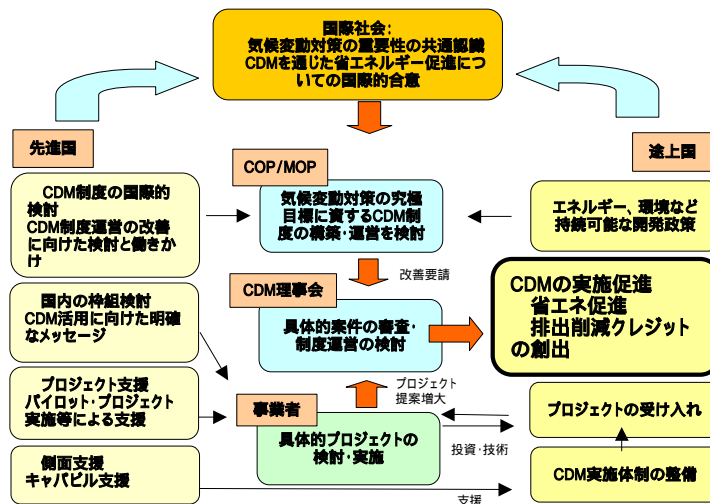 国際社会:
気候変動対策の重要性の共通認識
CDMを通じた省エネルギー促進につ
いての国際的合意
先進国
途上国
COP/MOP
CDM制度の国際的
検討
CDM制度運営の改善
に向けた検討と働きか
け
気候変動対策の究極
目標に資するCDM制
度の構築・運営を検討
エネルギー、環境など
持続可能な開発政策
改善要請
CDM理事会
国内の枠組検討
CDM活用に向けた明確
なメッセージ
具体的案件の審査・
制度運営の検討
CDMの実施促進
省エネ促進
排出削減クレジット
の創出
プロジェクト
提案増大
プロジェクト支援
パイロット・プロジェクト
実施等による支援
事業者
具体的プロジェクトの
検討・実施
プロジェクトの受け入れ
投資・技術
側面支援
キャパビル支援
CDM実施体制の整備
支援